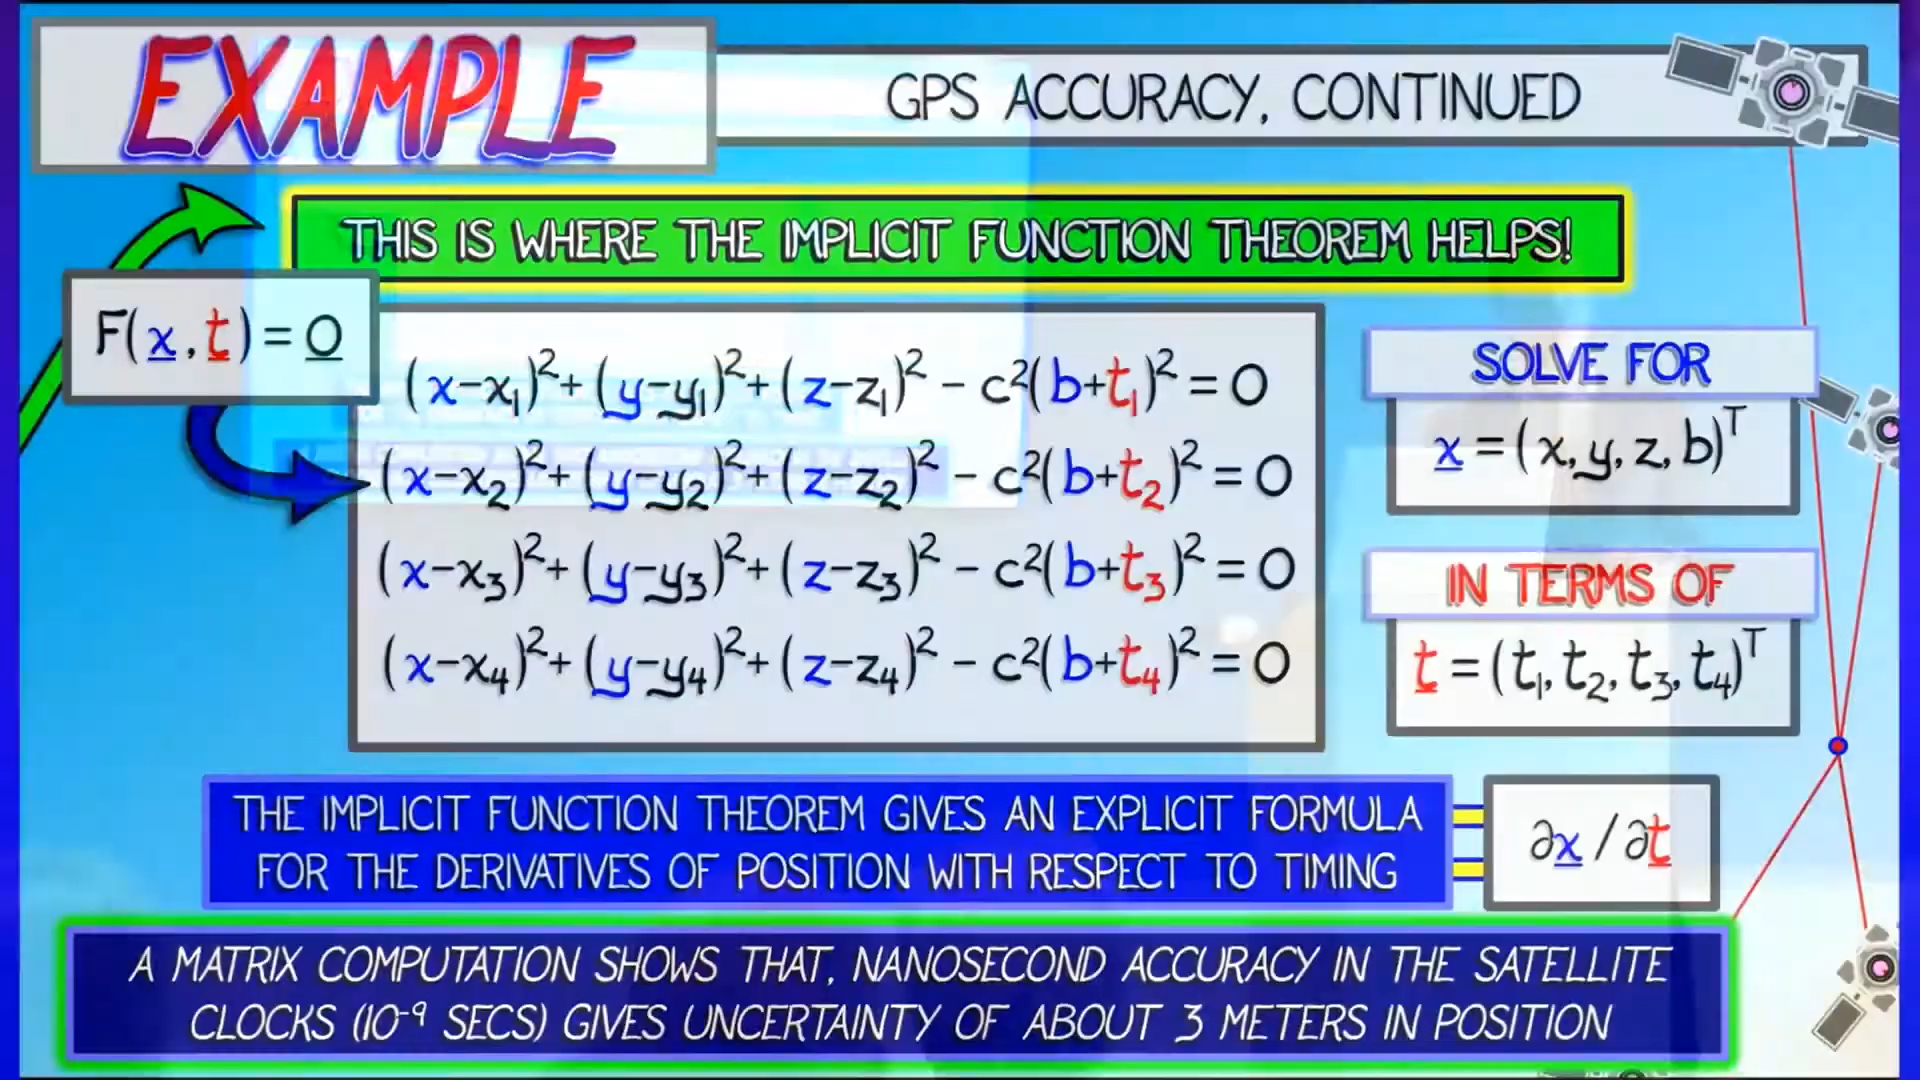 EXAMPLE
GPS ACCURACY, CONTINUED
THIS IS WHERE THE IMPLICIT FUNCTION THEOREM HELPS!
F(x,t)=0
(x-x₁)²+(y-y₁)²+(z-z₁)²-c²(b+t₁)²=0
(x-x₂)²+(y-y₂)²+(z-z₂)²-c²(b+t₂)²=0
(x-x₃)²+(y-y₃)²+(z-z₃)²-c²(b+t₃)²=0
(x-x₄)²+(y-y₄)²+(z-z₄)²-c²(b+t₄)²=0
SOLVE FOR
x=(x,y,z,b)ᵀ
IN TERMS OF
t=(t₁,t₂,t₃,t₄)ᵀ
THE IMPLICIT FUNCTION THEOREM GIVES AN EXPLICIT FORMULA
FOR THE DERIVATIVES OF POSITION WITH RESPECT TO TIMING
∂x/∂t
A MATRIX COMPUTATION SHOWS THAT, NANOSECOND ACCURACY IN THE SATELLITE
CLOCKS (10⁻⁹ SECS) GIVES UNCERTAINTY OF ABOUT 3 METERS IN POSITION